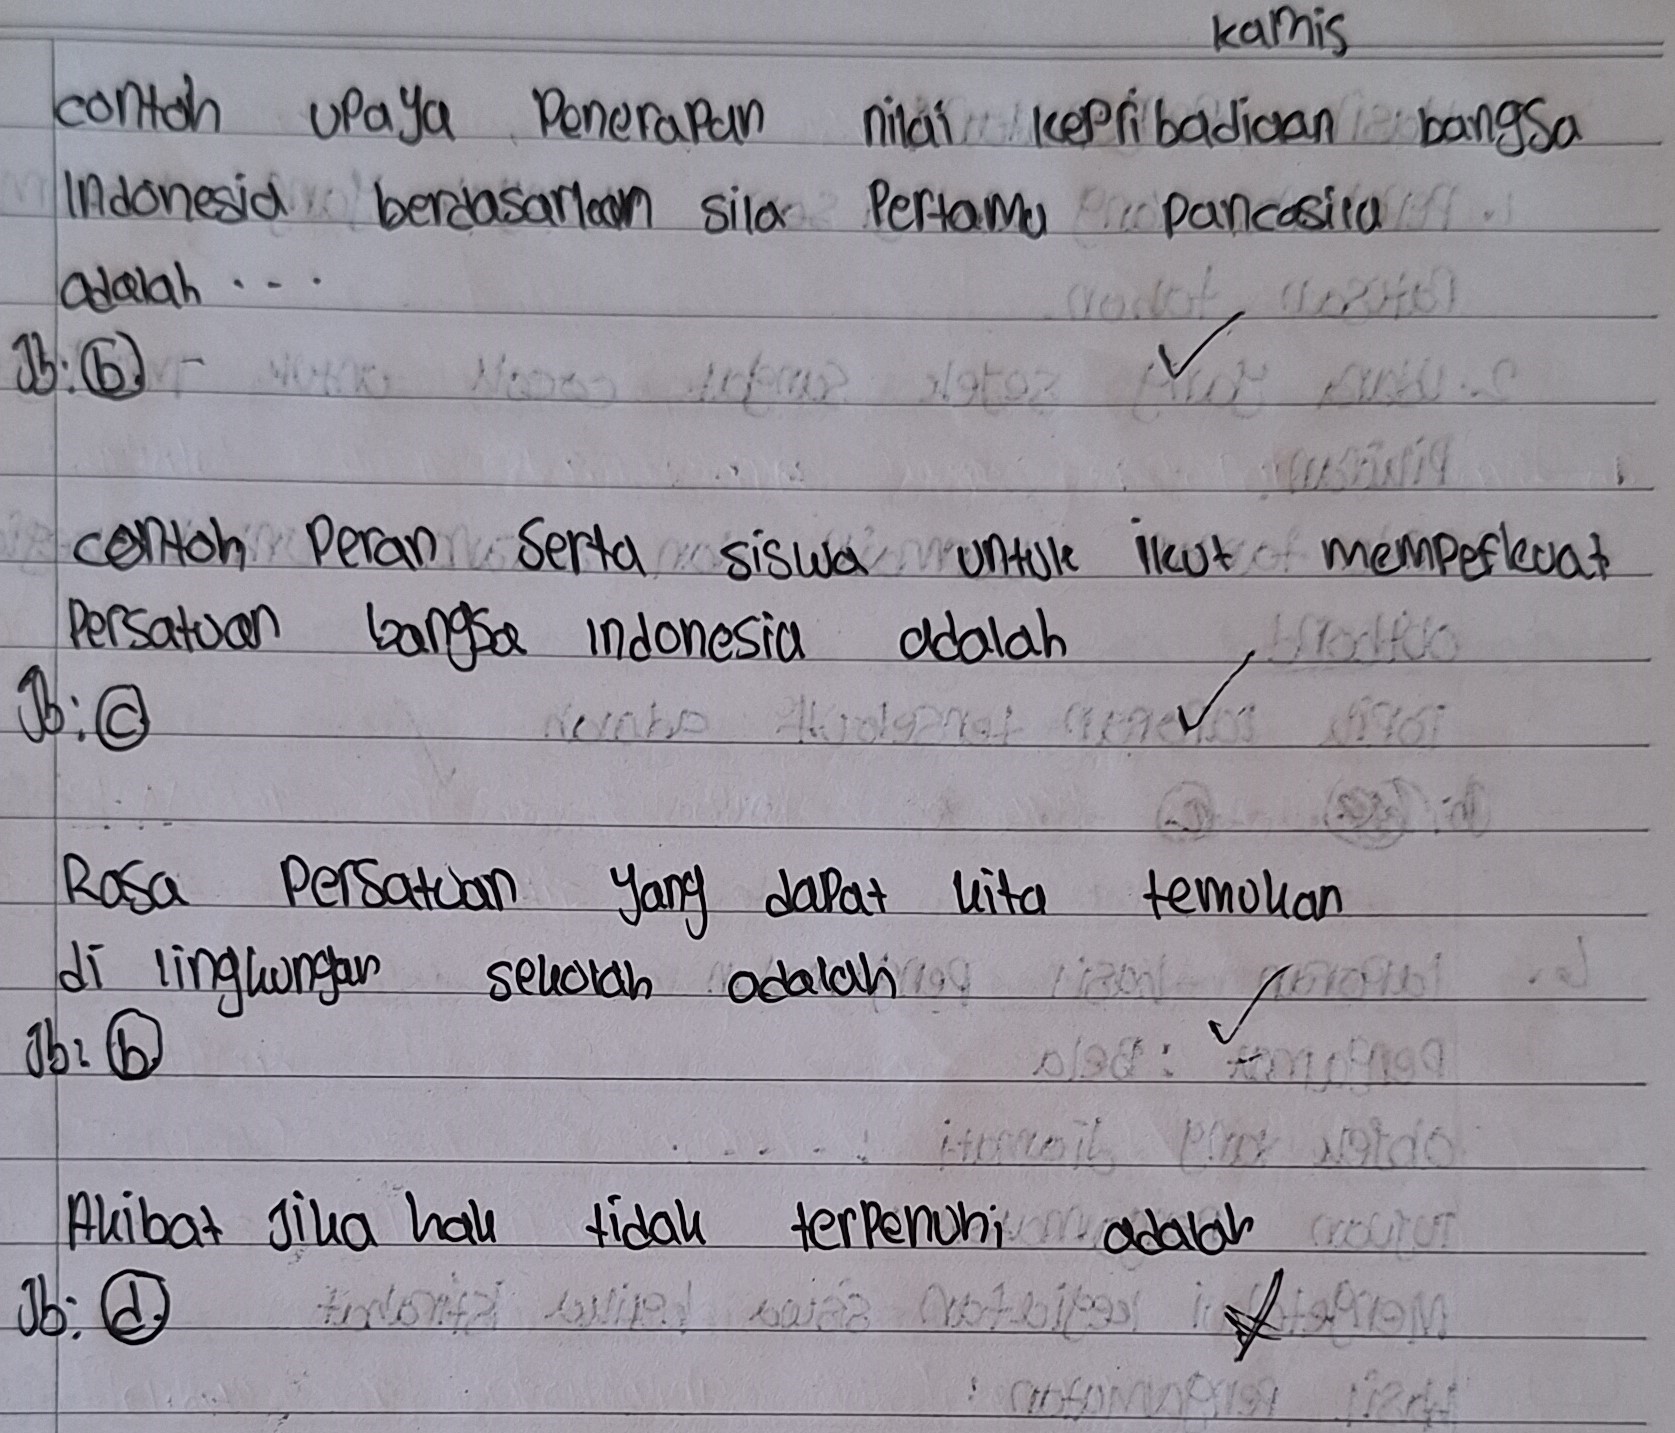 kamis
contoh upaya Penerapan nilai kepribadian bangsa
Indonesia berdasarkan sila Pertama pancasila
adalah ...
Jb: b) -
contoh Peran serta siswa untuk ikut memperkuat
Persatuan bangsa indonesia adalah
Jb: c
Rasa Persatuan yang dapat kita temukan
di lingkungan sekolah adalah
Jb: b
Akibat Jika hak tidak terpenuhi adalah
Jb: d